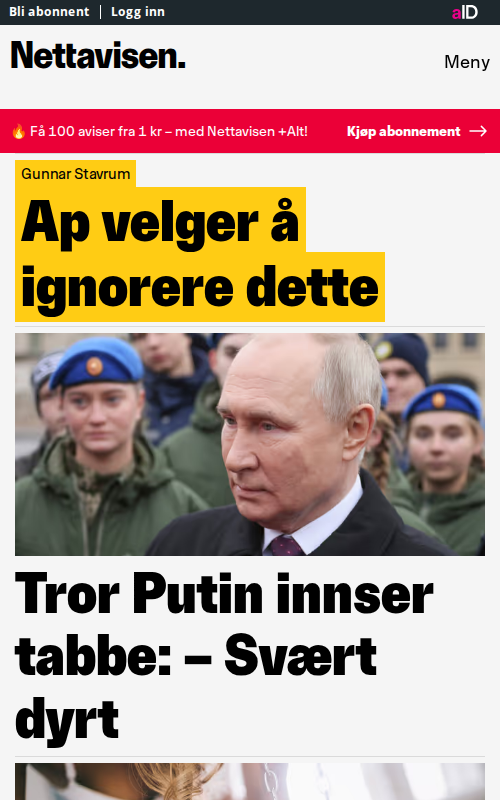 Bli abonnent | Logg inn
aID
Nettavisen.
Meny
🔥 Få 100 aviser fra 1 kr – med Nettavisen +Alt!
Kjøp abonnement →
Gunnar Stavrum
Ap velger å
ignorere dette
Tror Putin innser
tabbe: – Svært
dyrt